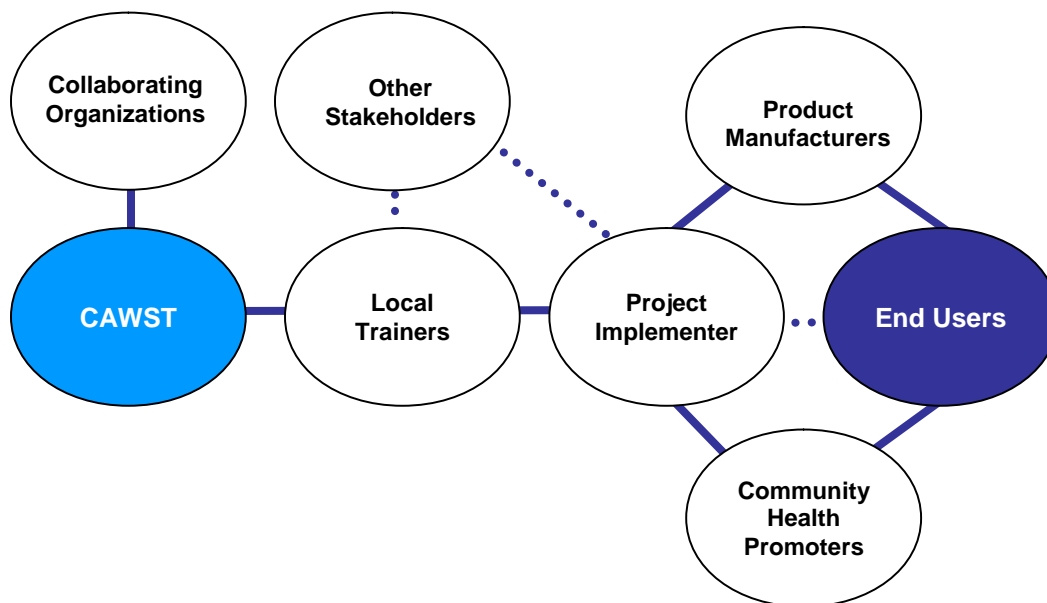 Collaborating
Organizations
Other
Stakeholders
Product
Manufacturers
CAWST
Local
Trainers
Project
Implementer
End Users
Community
Health
Promoters